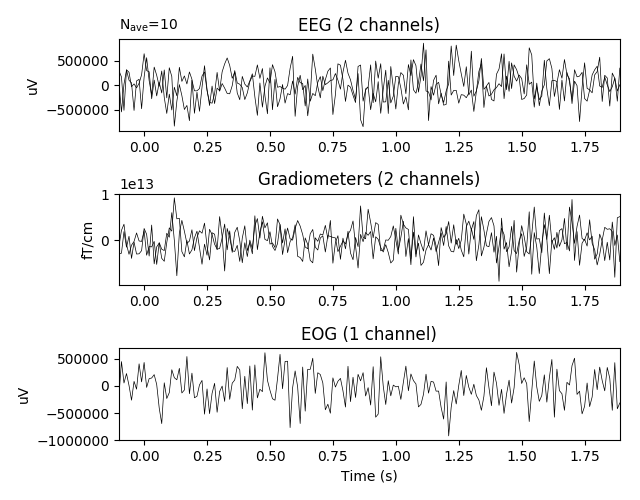 N_ave=10
EEG (2 channels)
500000
0
−500000
uV
0.00 0.25 0.50 0.75 1.00 1.25 1.50 1.75
1e13
Gradiometers (2 channels)
1
0
fT/cm
0.00 0.25 0.50 0.75 1.00 1.25 1.50 1.75
EOG (1 channel)
500000
0
−500000
−1000000
uV
0.00 0.25 0.50 0.75 1.00 1.25 1.50 1.75
Time (s)